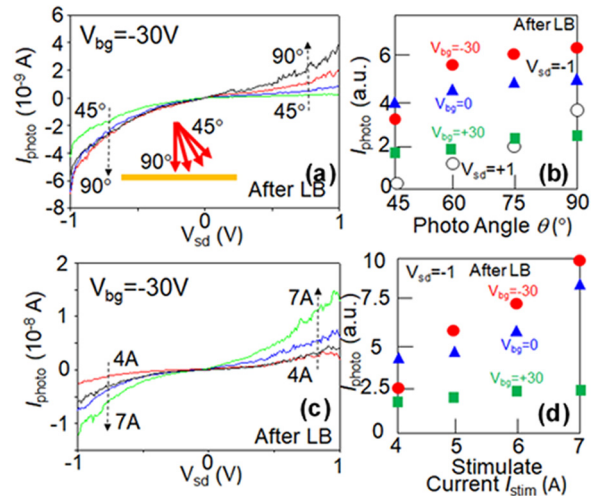 (a)
V_bg=-30V
I_photo (10⁻⁹ A)
4
2
0
-2
-4
-6
-8
90°
45°
45°
90°
45°
90°
After LB
-1
0
1
V_sd (V)
(b)
After LB
I_photo (a.u.)
6
4
2
0
V_bg=-30
V_sd=-1
V_bg=0
V_bg=+30
V_sd=+1
45
60
75
90
Photo Angle θ (°)
(c)
V_bg=-30V
I_photo (10⁻⁸ A)
2
1
0
-1
7A
4A
4A
7A
After LB
-1
0
1
V_sd (V)
(d)
V_sd=-1
After LB
I_photo (a.u.)
10
7.5
5
2.5
0
V_bg=-30
V_bg=0
V_bg=+30
4
5
6
7
Stimulate
Current I_stim (A)